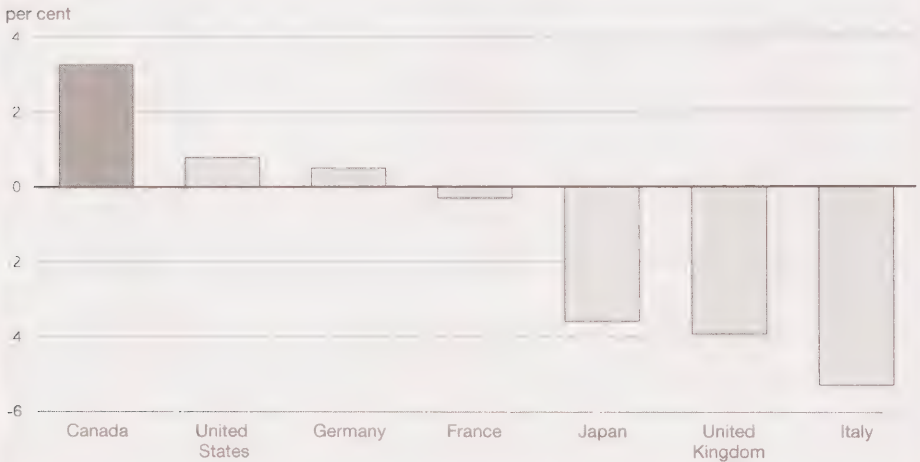 per cent
4
2
0
2
4
-6
Canada
United
States
Germany
France
Japan
United
Kingdom
Italy